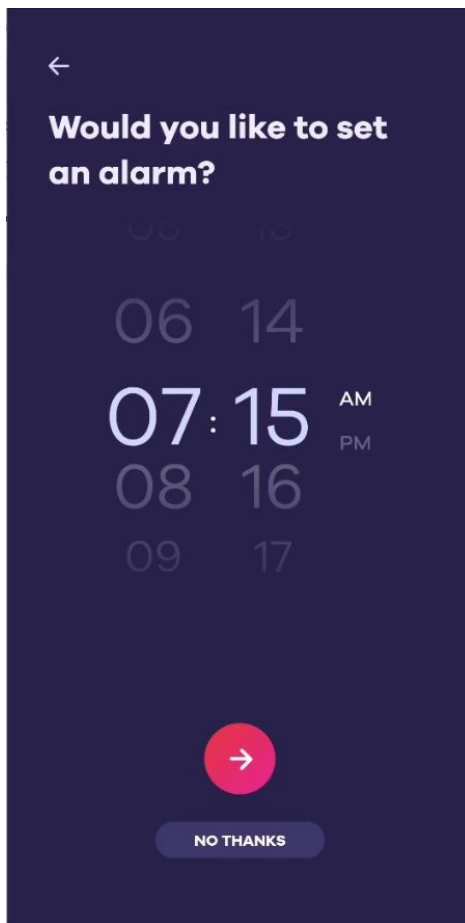 Would you like to set
an alarm?
06 14
07 : 15 AM
PM
08 16
09 17
NO THANKS